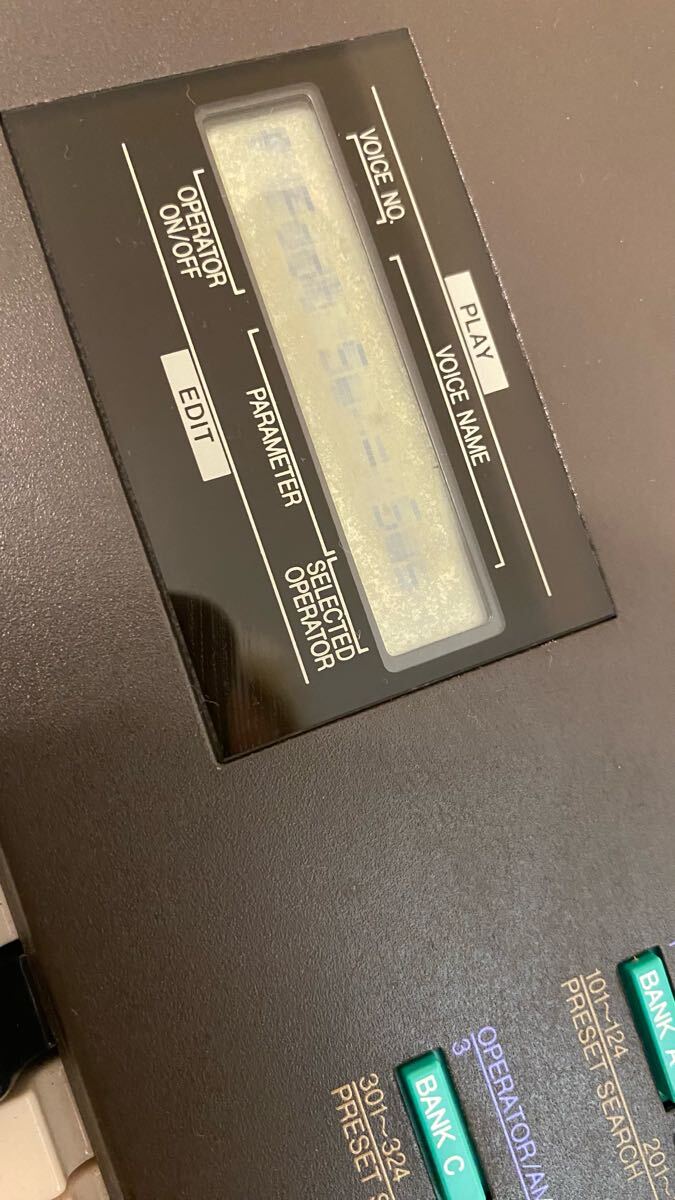 PLAY
VOICE NO.
VOICE NAME
OPERATOR
ON/OFF
PARAMETER
SELECTED
OPERATOR
EDIT
BANK A
101~124
PRESET SEARCH
201~
OPERATOR/
3
BANK C
301~324
PRESET